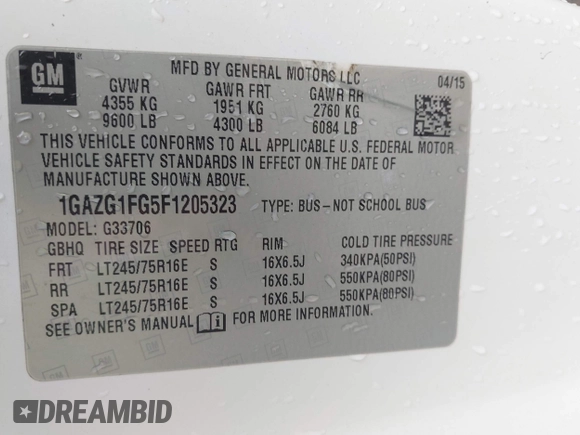 GM
MFD BY GENERAL MOTORS LLC 04/15
GVWR GAWR FRT GAWR RR
4355 KG 1951 KG 2760 KG
9600 LB 4300 LB 6084 LB
THIS VEHICLE CONFORMS TO ALL APPLICABLE U.S. FEDERAL MOTOR
VEHICLE SAFETY STANDARDS IN EFFECT ON THE DATE OF
MANUFACTURE SHOWN ABOVE.
1GAZG1FG5F1205323 TYPE: BUS-NOT SCHOOL BUS
MODEL: G33706
GBHQ TIRE SIZE SPEED RTG RIM COLD TIRE PRESSURE
FRT LT245/75R16E S 16X6.5J 340KPA(50PSI)
RR LT245/75R16E S 16X6.5J 550KPA(80PSI)
SPA LT245/75R16E S 16X6.5J 550KPA(80PSI)
SEE OWNER'S MANUAL FOR MORE INFORMATION.
DREAMBID